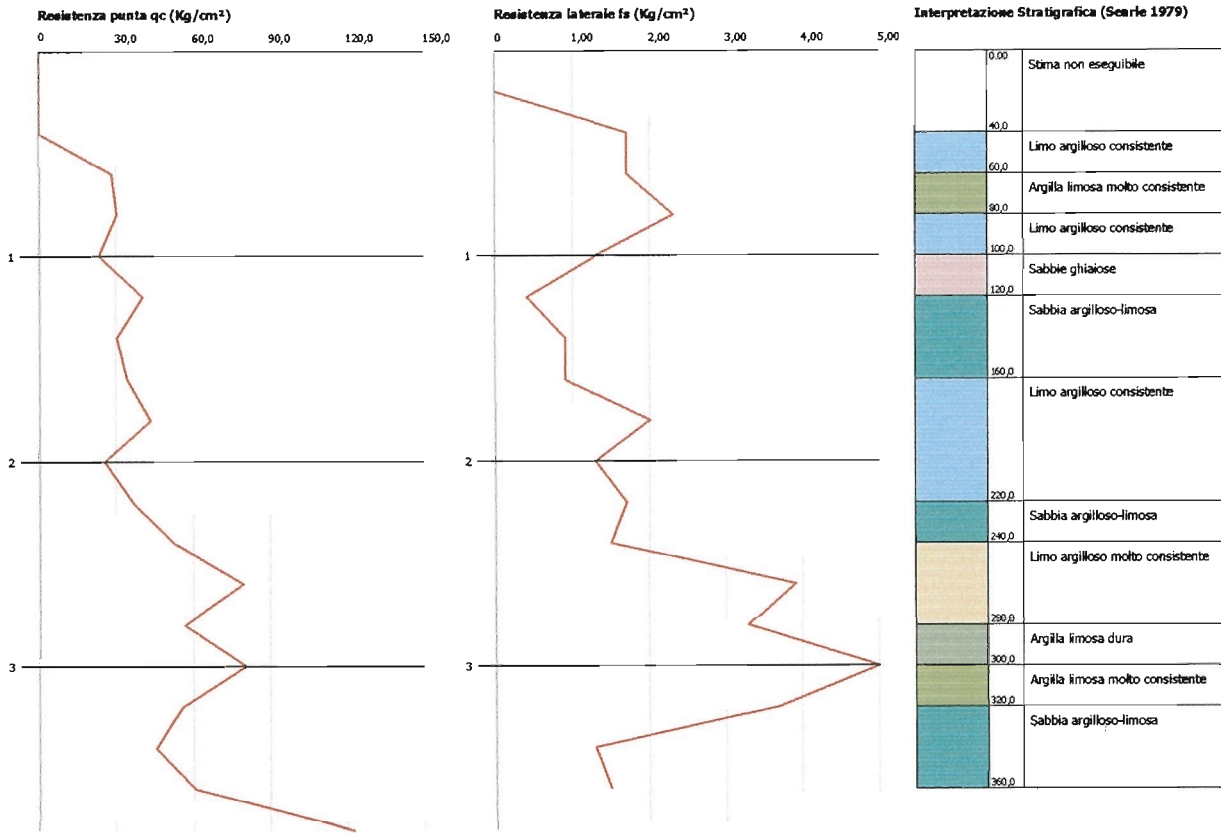 Resistenza punta qc (Kg/cm²)
0 30,0 60,0 90,0 120,0 150,0
1
2
3
Resistenza laterale fs (Kg/cm²)
0 1,00 2,00 3,00 4,00 5,00
1
2
3
Interpretazione Stratigrafica (Searle 1979)
0.00
Stima non eseguibile
40,0
Limo argilloso consistente
60,0
Argilla limosa molto consistente
80,0
Limo argilloso consistente
100,0
Sabbie ghiaiose
120,0
Sabbia argilloso-limosa
160,0
Limo argilloso consistente
220,0
Sabbia argilloso-limosa
240,0
Limo argilloso molto consistente
280,0
Argilla limosa dura
300,0
Argilla limosa molto consistente
320,0
Sabbia argilloso-limosa
360,0